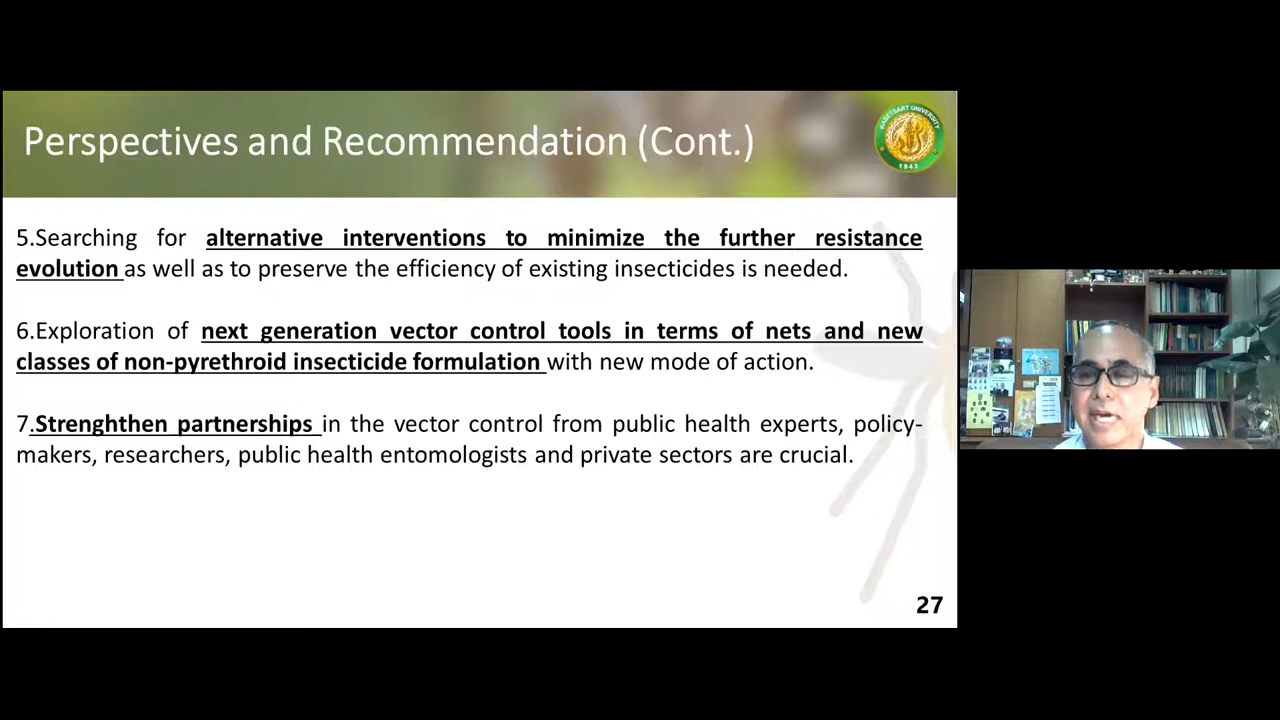 Perspectives and Recommendation (Cont.)
KASETSART UNIVERSITY
1943
5.Searching for alternative interventions to minimize the further resistance
evolution as well as to preserve the efficiency of existing insecticides is needed.
6.Exploration of next generation vector control tools in terms of nets and new
classes of non-pyrethroid insecticide formulation with new mode of action.
7.Strenghthen partnerships in the vector control from public health experts, policy-
makers, researchers, public health entomologists and private sectors are crucial.
27